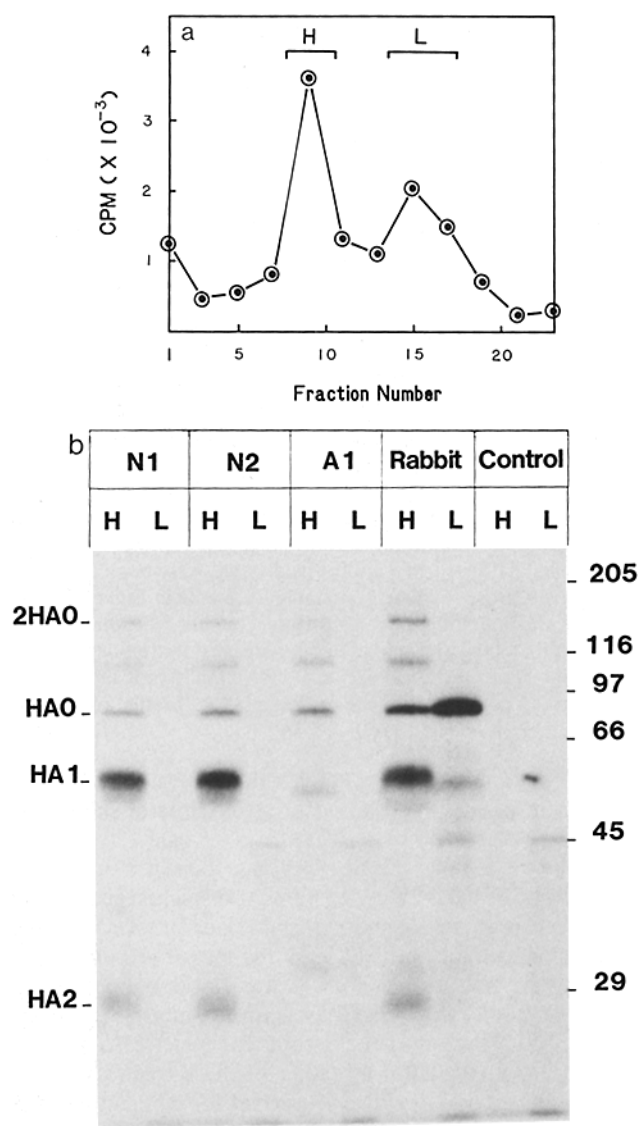 a
H L
4
3
2
1
CPM ( X 10⁻³)
1 5 10 15 20
Fraction Number
b
N1 N2 A1 Rabbit Control
H L H L H L H L H L
205
2HA0
116
97
HA0
66
HA1
45
29
HA2